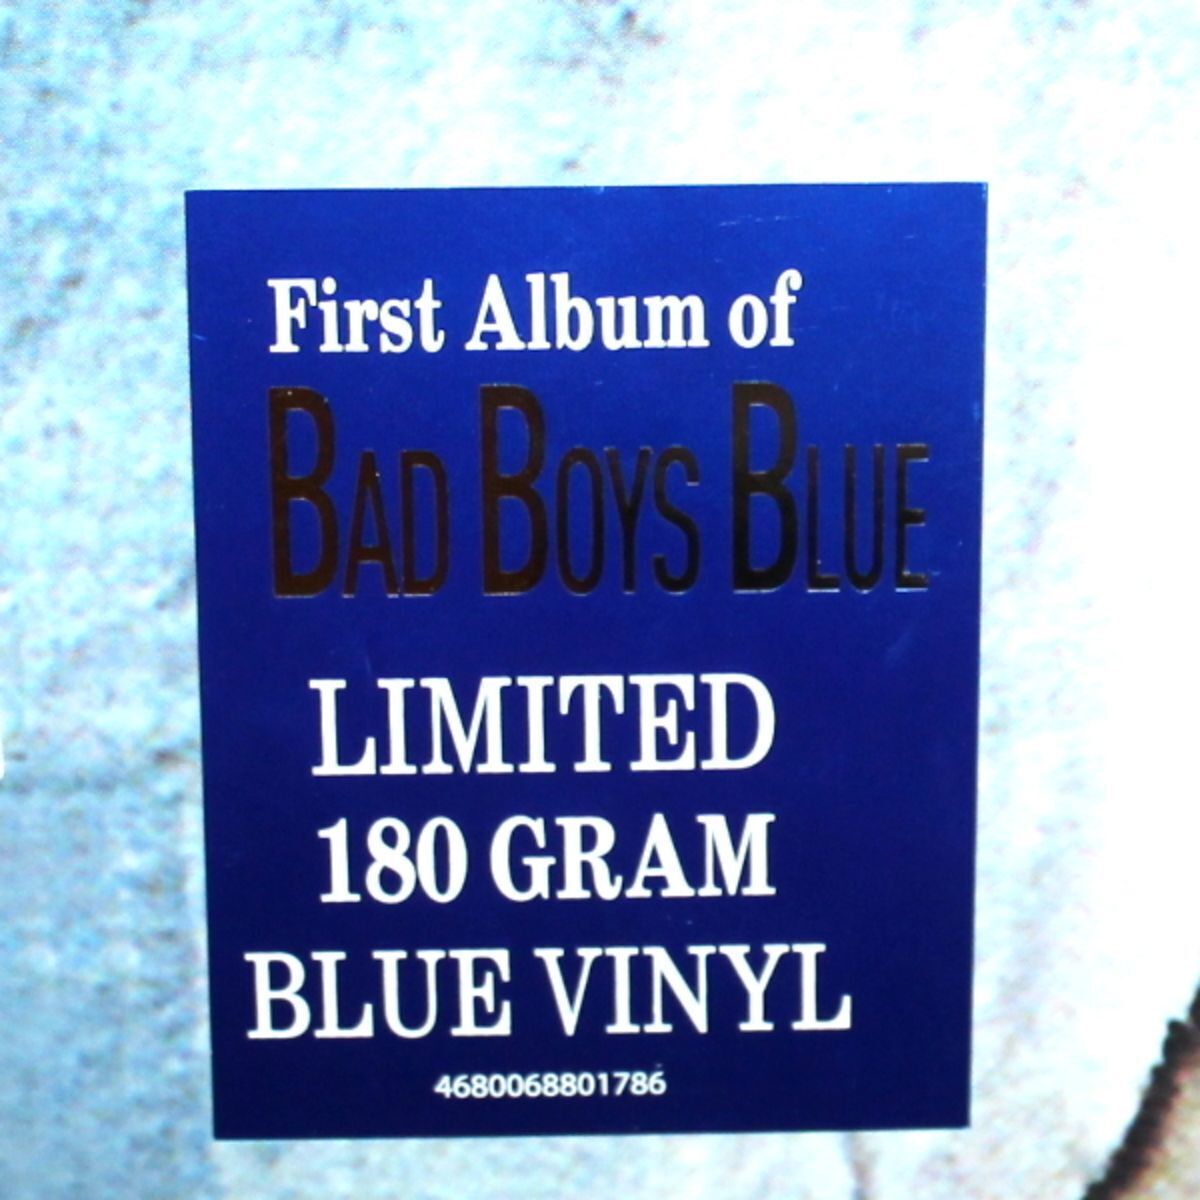 First Album of
BAD BOYS BLUE
LIMITED
180 GRAM
BLUE VINYL
4680068801786